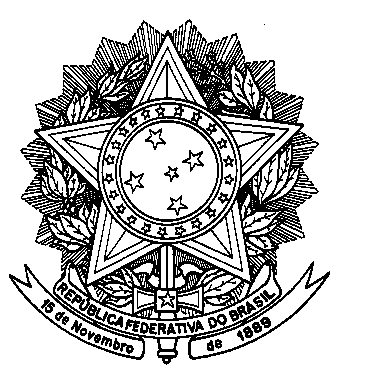 REPÚBLICA FEDERATIVA DO BRASIL
15 de Novembro de 1889